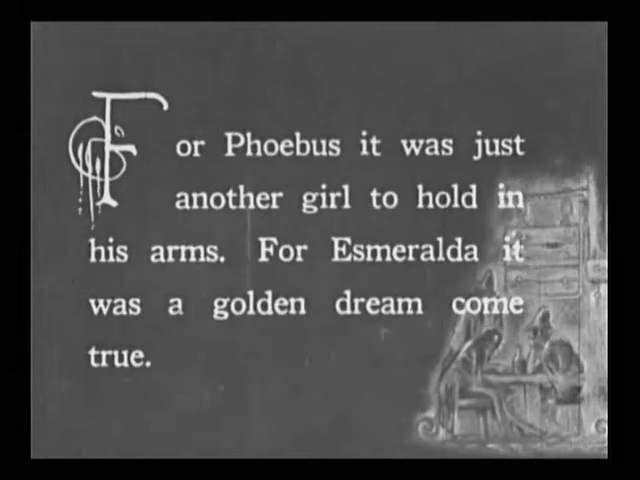 For Phoebus it was just
another girl to hold in
his arms. For Esmeralda it
was a golden dream come
true.